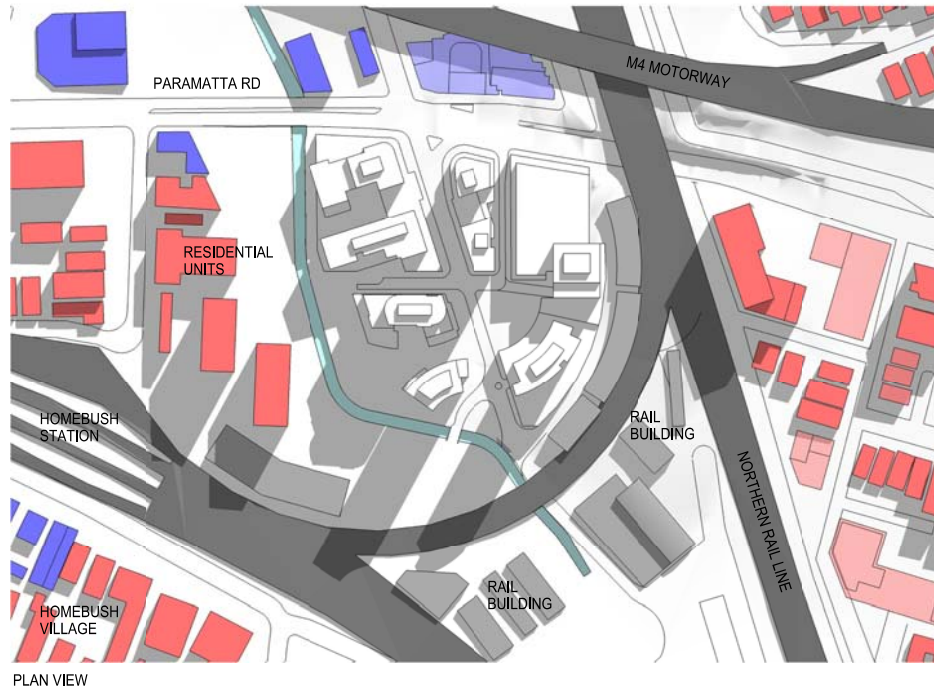 M4 MOTORWAY
PARAMATTA RD
RESIDENTIAL
UNITS
HOMEBUSH
STATION
RAIL
BUILDING
NORTHERN RAIL LINE
RAIL
BUILDING
HOMEBUSH
VILLAGE
PLAN VIEW